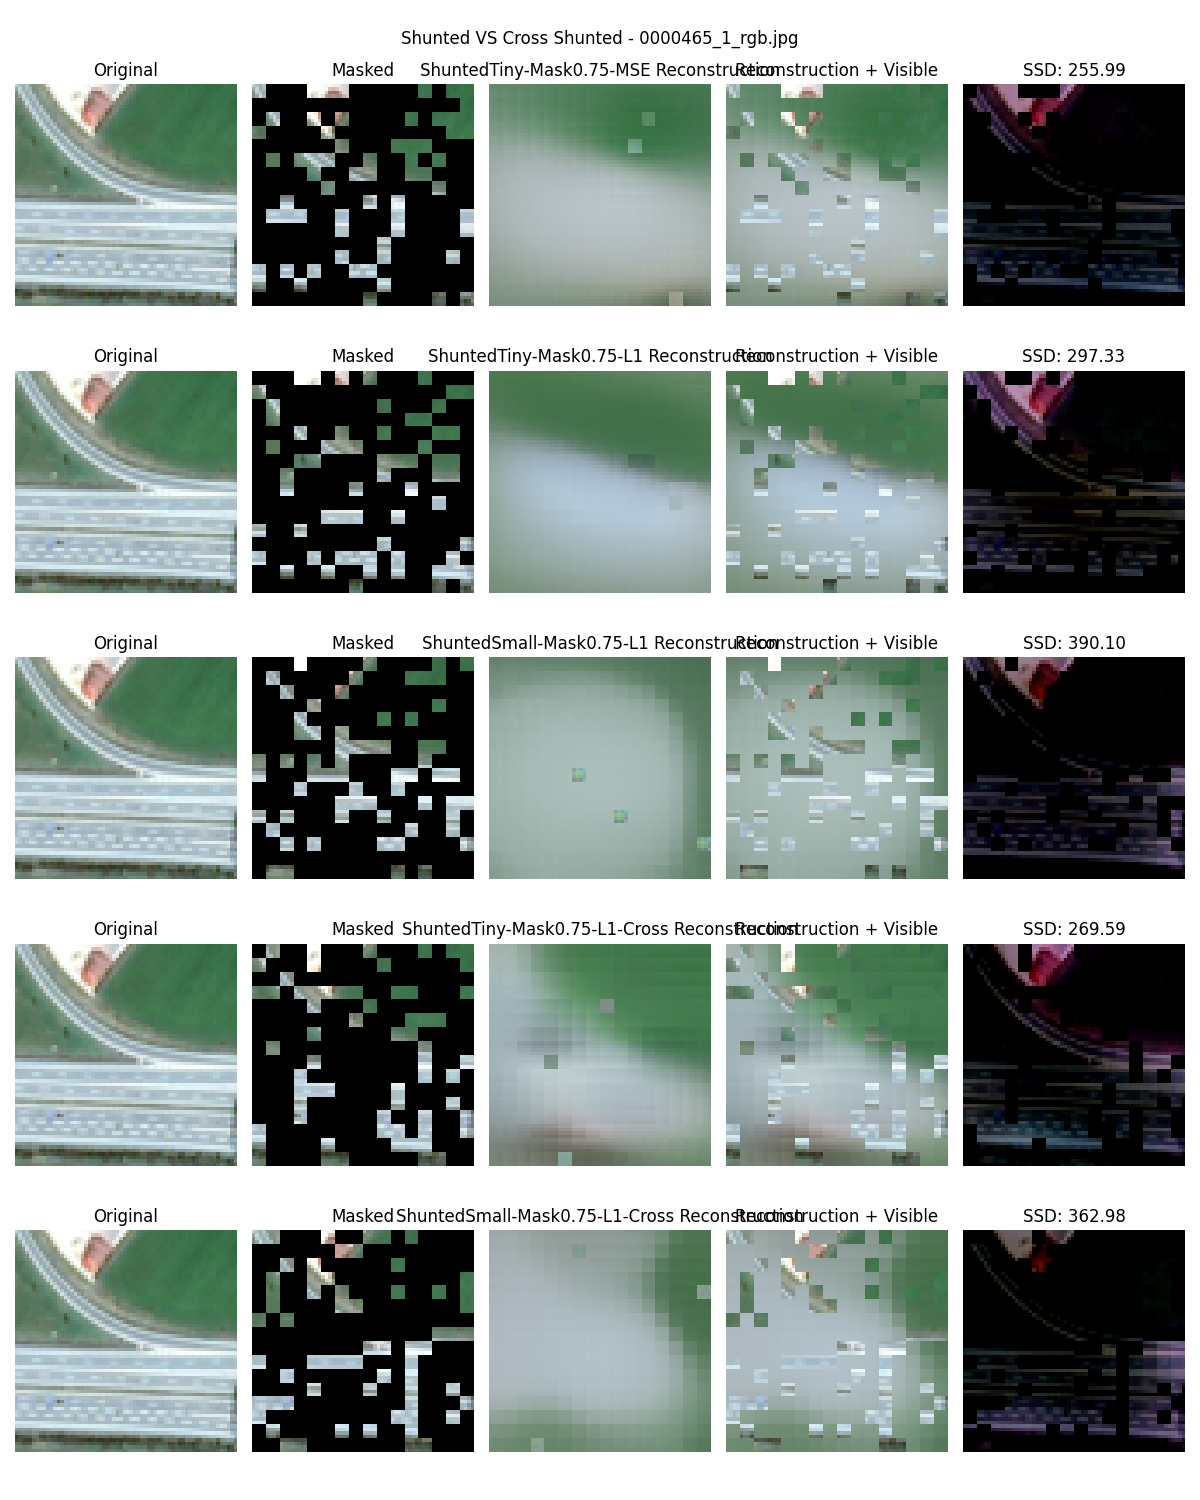 Shunted VS Cross Shunted - 0000465_1_rgb.jpg
Original Masked ShuntedTiny-Mask0.75-MSE Reconstruction Reconstruction + Visible SSD: 255.99
Original Masked ShuntedTiny-Mask0.75-L1 Reconstruction Reconstruction + Visible SSD: 297.33
Original Masked ShuntedSmall-Mask0.75-L1 Reconstruction Reconstruction + Visible SSD: 390.10
Original Masked ShuntedTiny-Mask0.75-L1-Cross Reconstruction Reconstruction + Visible SSD: 269.59
Original Masked ShuntedSmall-Mask0.75-L1-Cross Reconstruction Reconstruction + Visible SSD: 362.98